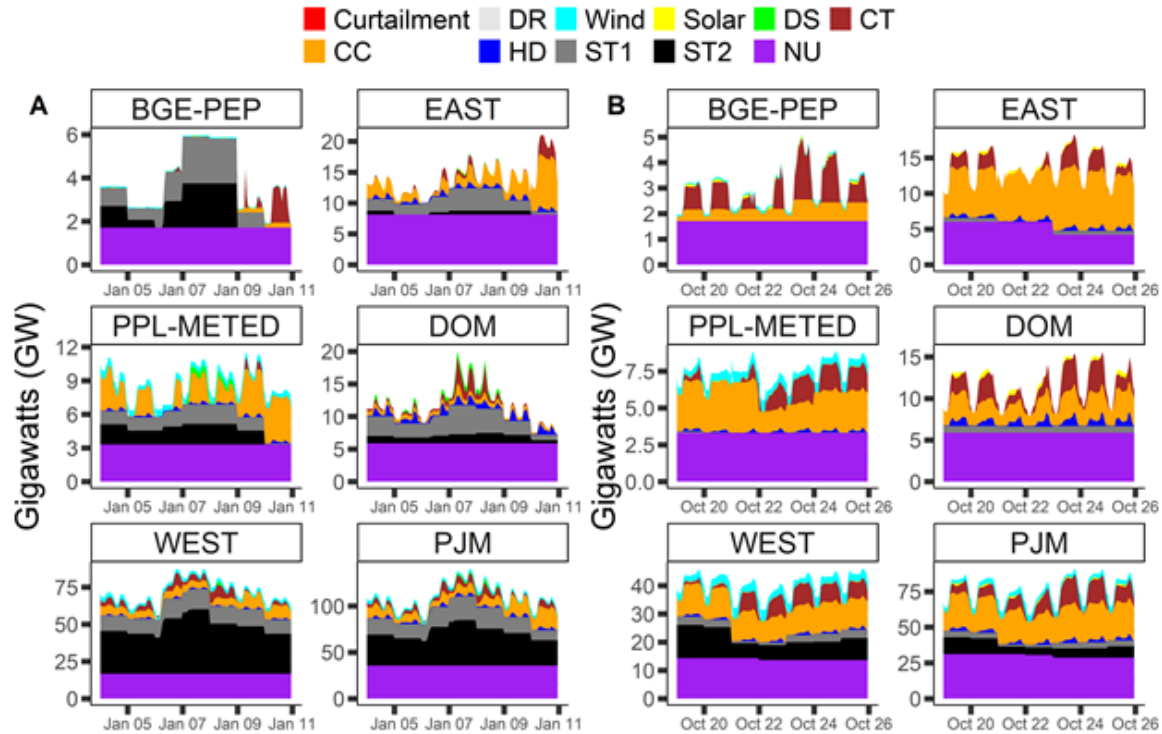 Curtailment DR Wind Solar DS CT
CC HD ST1 ST2 NU
A B
Gigawatts (GW)
BGE-PEP
6
4
2
0
Jan 05 Jan 07 Jan 09 Jan 11
EAST
20
15
10
5
0
Jan 05 Jan 07 Jan 09 Jan 11
PPL-METED
12
9
6
3
0
Jan 05 Jan 07 Jan 09 Jan 11
DOM
20
15
10
5
0
Jan 05 Jan 07 Jan 09 Jan 11
WEST
75
50
25
0
Jan 05 Jan 07 Jan 09 Jan 11
PJM
100
50
0
Jan 05 Jan 07 Jan 09 Jan 11
Gigawatts (GW)
BGE-PEP
5
4
3
2
1
0
Oct 20 Oct 22 Oct 24 Oct 26
EAST
15
10
5
0
Oct 20 Oct 22 Oct 24 Oct 26
PPL-METED
7.5
5.0
2.5
0.0
Oct 20 Oct 22 Oct 24 Oct 26
DOM
15
10
5
0
Oct 20 Oct 22 Oct 24 Oct 26
WEST
40
30
20
10
0
Oct 20 Oct 22 Oct 24 Oct 26
PJM
75
50
25
0
Oct 20 Oct 22 Oct 24 Oct 26